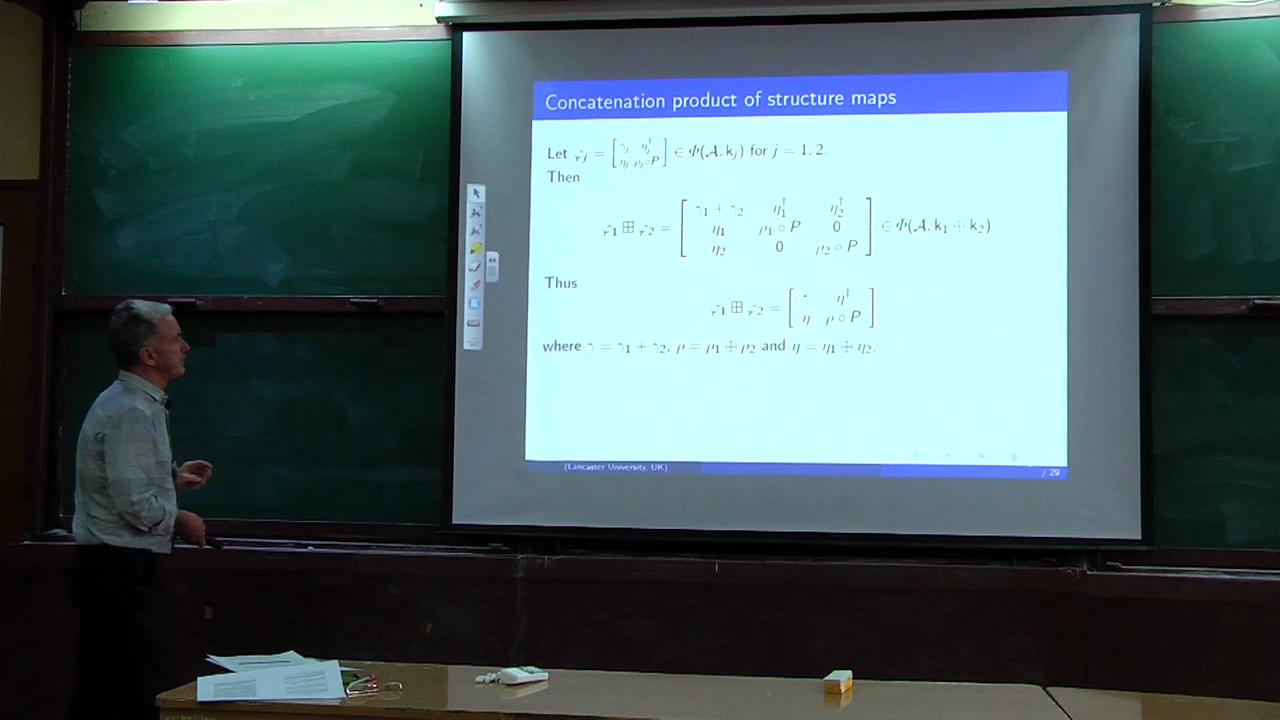 Concatenation product of structure maps
Let φ_j = [ γ_j η_j† ; η_j ρ_j∘P ] ∈ Φ(𝒜, k_j) for j = 1, 2.
Then
φ_1 ⊞ φ_2 = [ γ_1 + γ_2 η_1† η_2† ; η_1 ρ_1 ∘ P 0 ; η_2 0 ρ_2 ∘ P ] ∈ Φ(𝒜, k_1 ⊕ k_2)
Thus
φ_1 ⊞ φ_2 = [ γ η† ; η ρ ∘ P ]
where γ = γ_1 + γ_2, ρ = ρ_1 ⊕ ρ_2 and η = η_1 ⊕ η_2.
(Lancaster University, UK)
/ 29